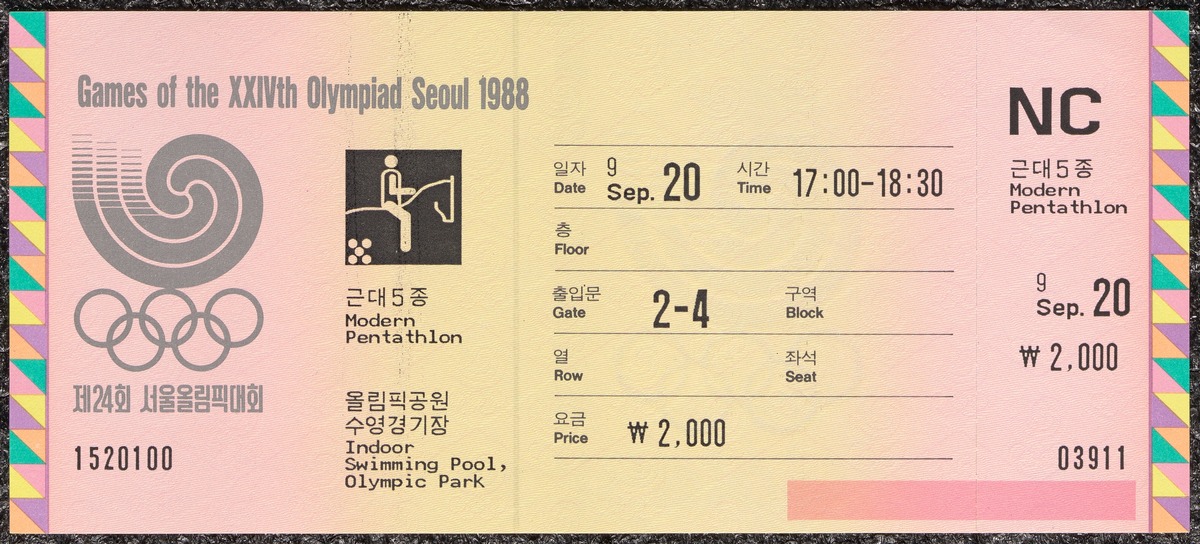 Games of the XXIVth Olympiad Seoul 1988
제24회 서울올림픽대회
1520100
근대5종
Modern
Pentathlon
올림픽공원
수영경기장
Indoor
Swimming Pool,
Olympic Park
일자 9 시간
Date Sep. 20 Time 17:00-18:30
층
Floor
출입문 구역
Gate 2-4 Block
열 좌석
Row Seat
요금
Price ₩ 2,000
NC
근대5종
Modern
Pentathlon
9
Sep. 20
₩ 2,000
03911